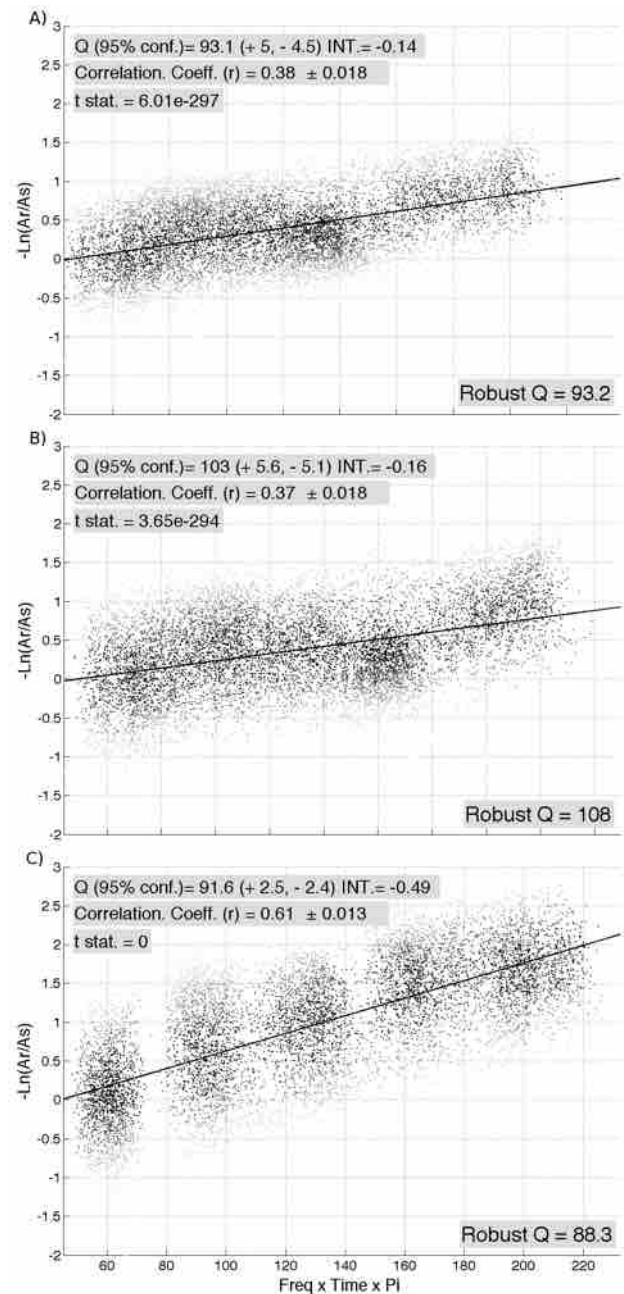 A)
Q (95% conf.)= 93.1 (+ 5, - 4.5) INT.= -0.14
Correlation. Coeff. (r) = 0.38 ± 0.018
t stat. = 6.01e-297
3
2.5
2
1.5
1
0.5
0
-0.5
1
-1.5
-2
-Ln(Ar/As)
Robust Q = 93.2
B)
Q (95% conf.)= 103 (+ 5.6, - 5.1) INT.= -0.16
Correlation. Coeff. (r) = 0.37 ± 0.018
t stat. = 3.65e-294
3
2.5
2
1.5
1
0.5
0
-0.5
1
-1.5
-2
-Ln(Ar/As)
Robust Q = 108
C)
Q (95% conf.)= 91.6 (+ 2.5, - 2.4) INT.= -0.49
Correlation. Coeff. (r) = 0.61 ± 0.013
t stat. = 0
3
2.5
2
1.5
1
0.5
0
-0.5
-1
-1.5
-2
-Ln(Ar/As)
Robust Q = 88.3
60 80 100 120 140 160 180 200 220
Freq x Time x Pi